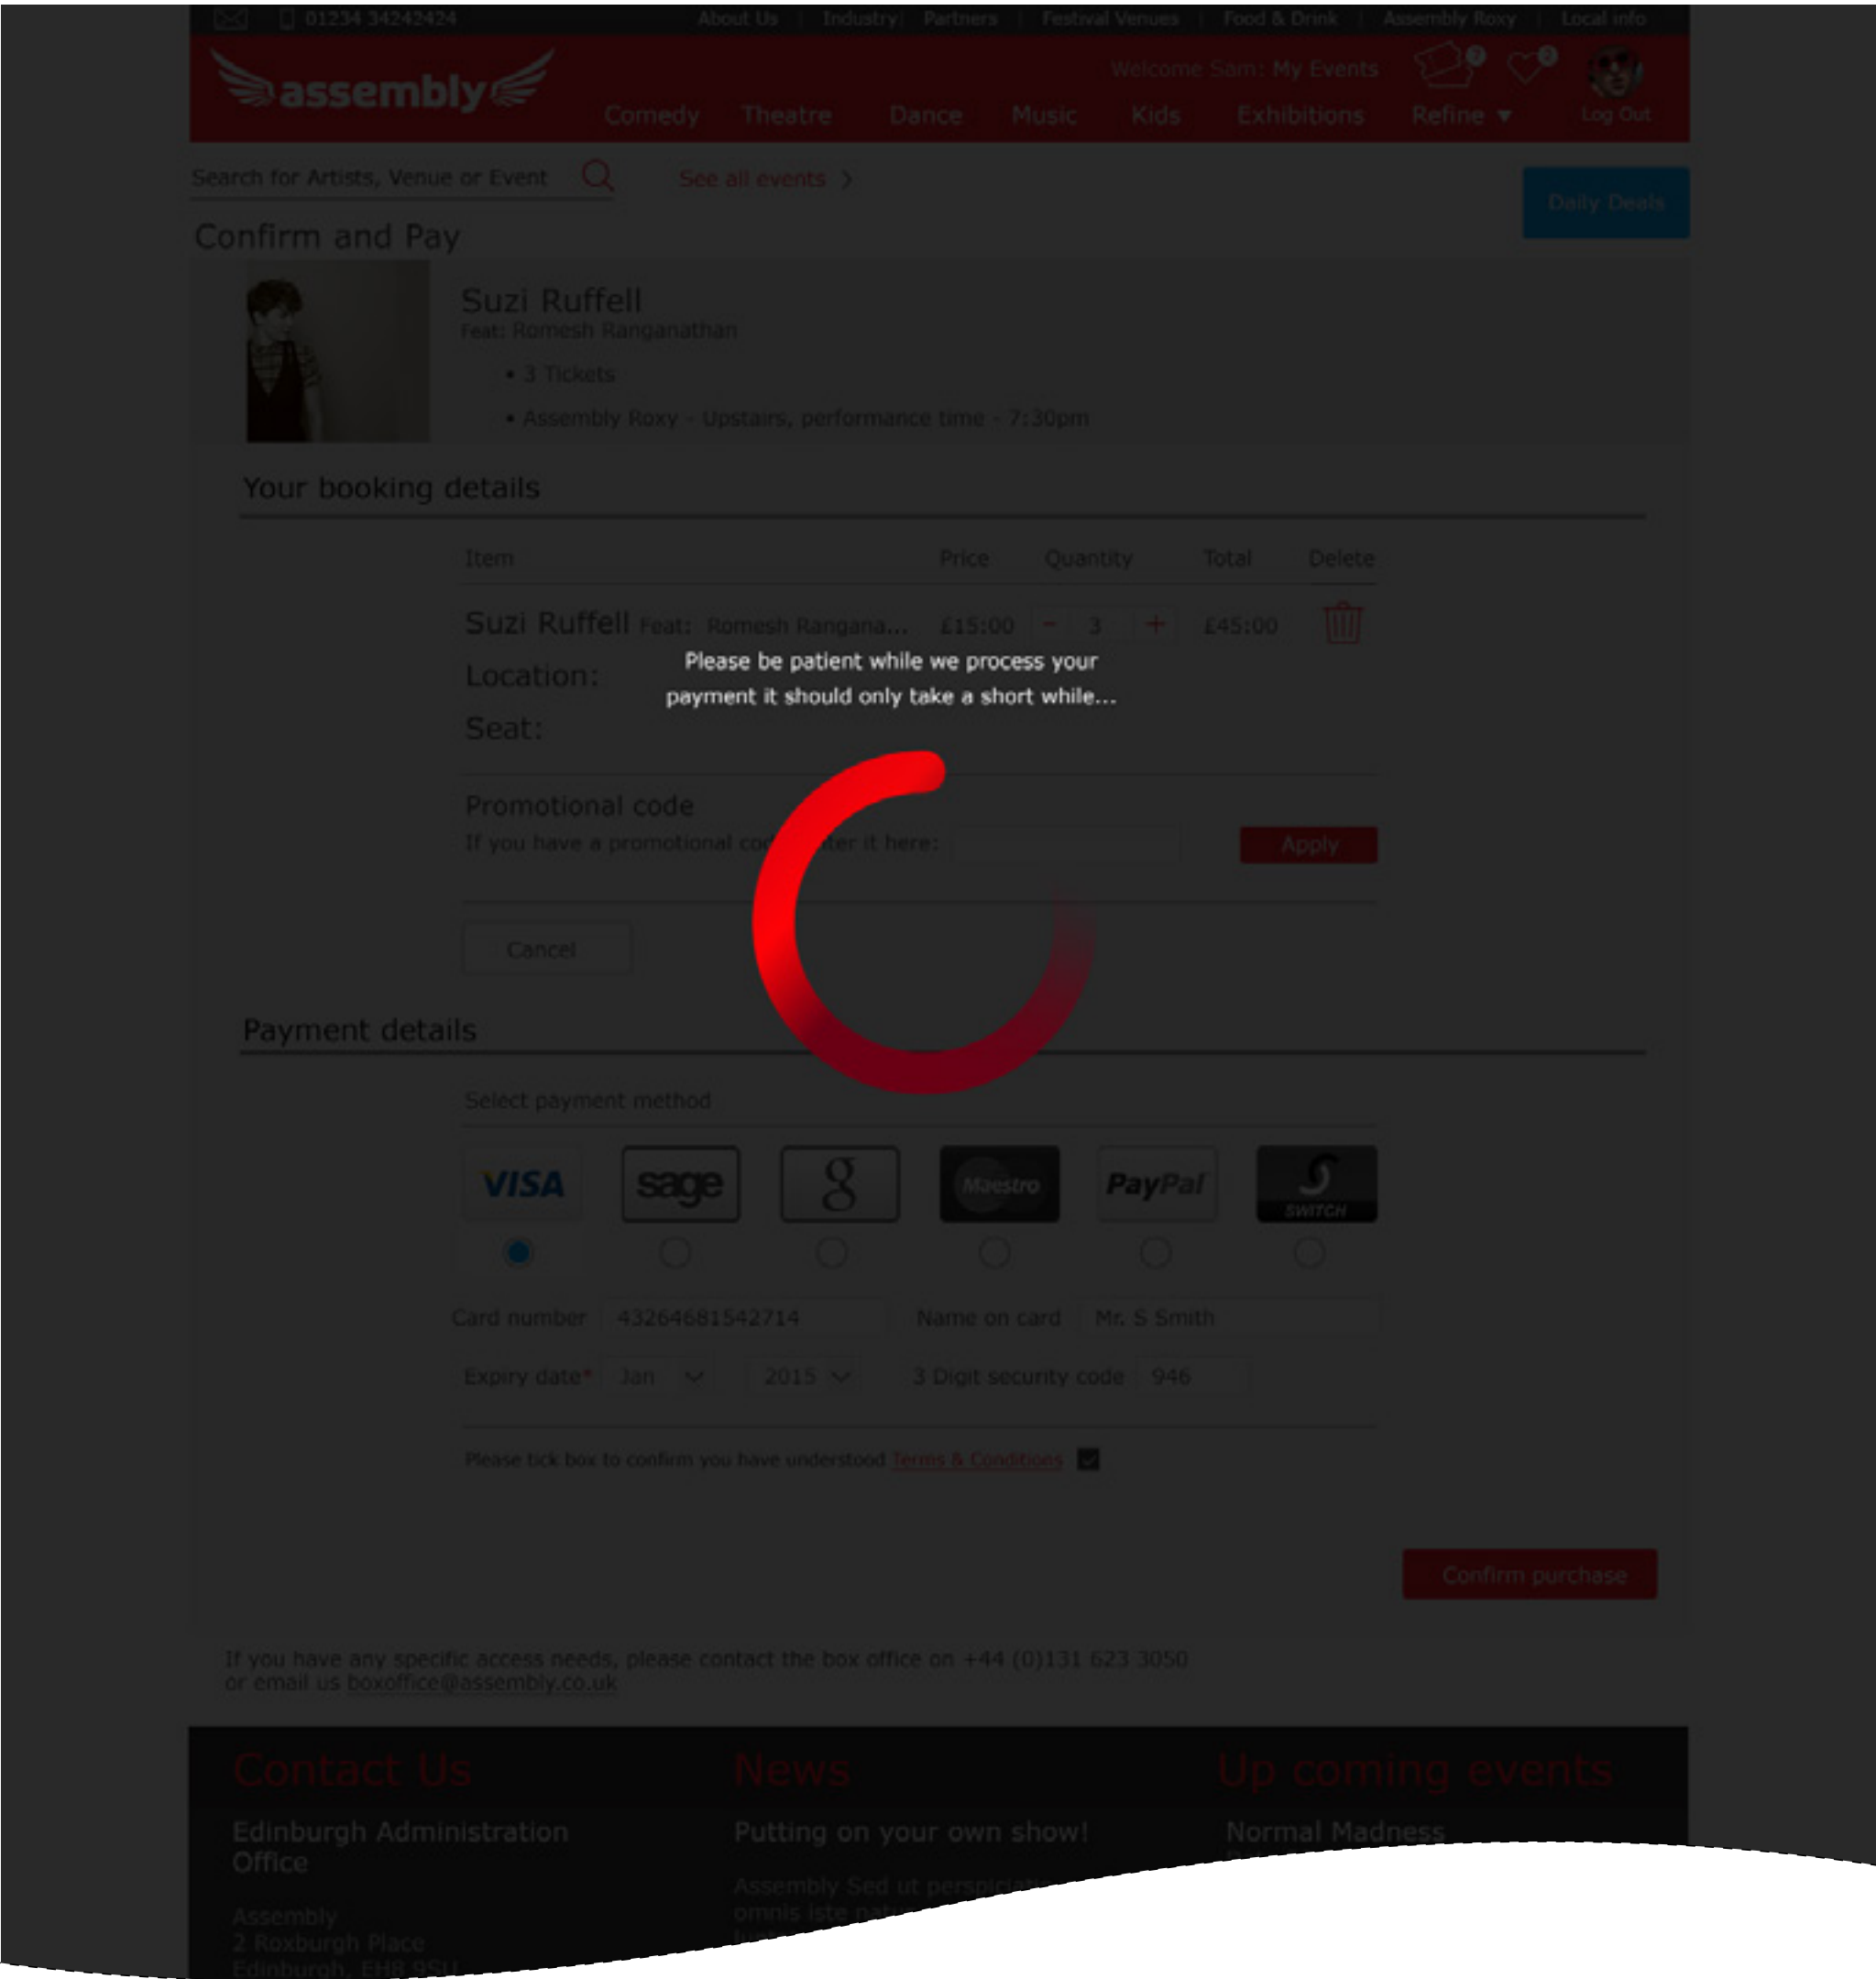 01234 34242424 About Us Industry Partners Festival Venues Food & Drink Assembly Roxy Local info
assembly
Welcome Sam: My Events
Comedy Theatre Dance Music Kids Exhibitions Refine Log Out
Search for Artists, Venue or Event See all events
Daily Deals
Confirm and Pay
Suzi Ruffell
Feat: Romesh Ranganathan
• 3 Tickets
• Assembly Roxy - Upstairs, performance time - 7:30pm
Your booking details
Item Price Quantity Total Delete
Suzi Ruffell Feat: Romesh Rangana... £15:00 - 3 + £45:00
Please be patient while we process your
Location:
payment it should only take a short while...
Seat:
Promotional code
If you have a promotional it here:
Apply
Cancel
Payment details
Select payment method
VISA sage g Maestro PayPal SWITCH
Card number 43264681542714 Name on card Mr. S Smith
Expiry date* Jan 2015 3 Digit security code 946
Please tick box to confirm you have understood Terms & Conditions
Confirm purchase
If you have any specific access needs, please contact the box office on +44 (0)131 623 3050
or email us boxoffice@assembly.co.uk
Contact Us News Up coming events
Edinburgh Administration Putting on your own show! Normal Madness
Office
Assembly Sed ut
Assembly omnis iste
2 Roxburgh Place
Edinburgh, EH8 9SU